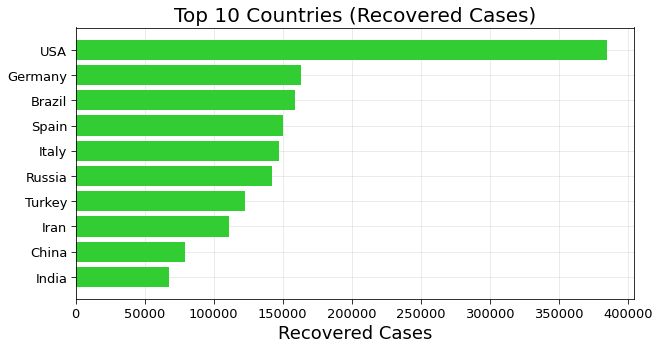 Top 10 Countries (Recovered Cases)
USA
Germany
Brazil
Spain
Italy
Russia
Turkey
Iran
China
India
0 50000 100000 150000 200000 250000 300000 350000 400000
Recovered Cases